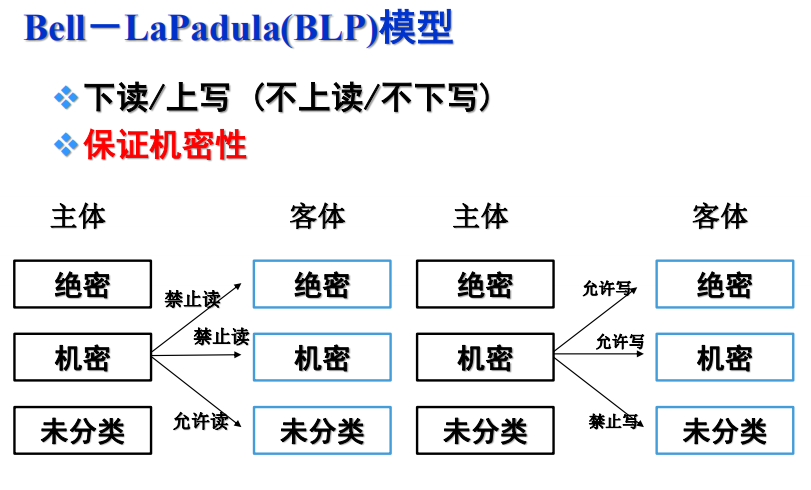 Bell－LaPadula(BLP)模型
下读/上写 (不上读/不下写)
保证机密性
主体 客体 主体 客体
绝密 禁止读 绝密 绝密 允许写 绝密
机密 禁止读 机密 机密 允许写 机密
未分类 允许读 未分类 未分类 禁止写 未分类